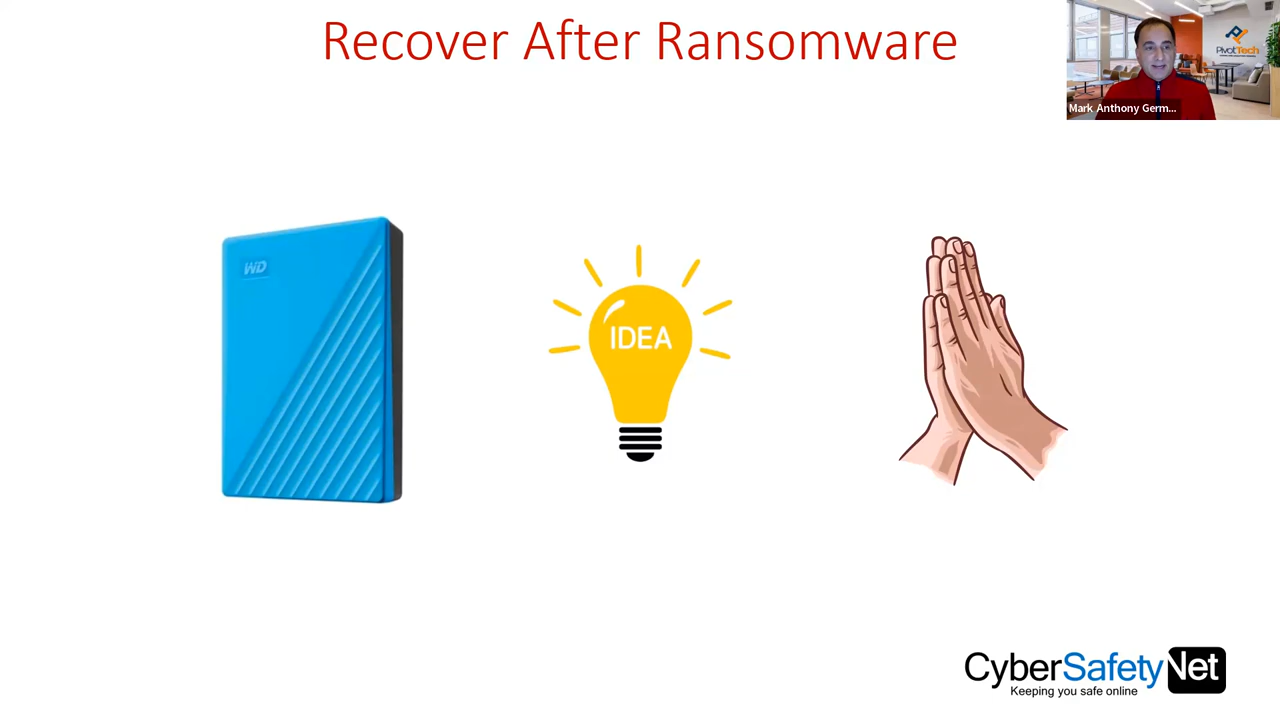 Recover After Ransomware
PivotTech
Mark Anthony Germ...
WD
IDEA
CyberSafetyNet
Keeping you safe online